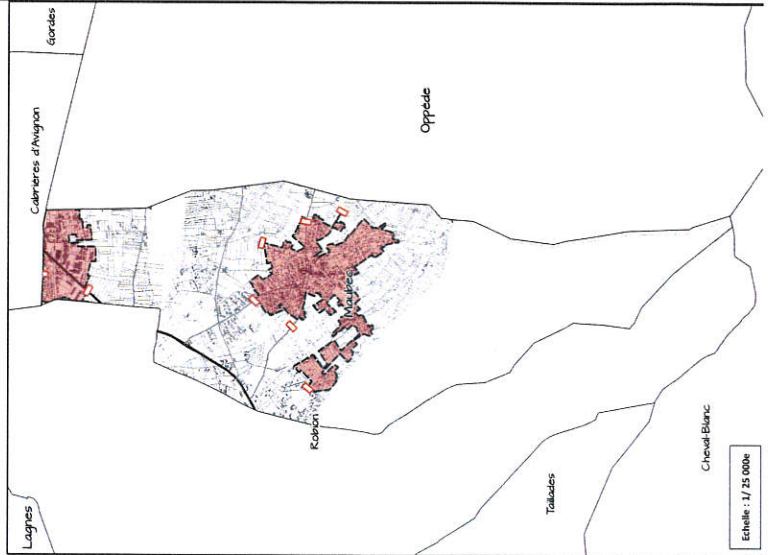 Gordes
Cabrières d'Avignon
Lagnes
Oppède
Maubec
Robion
Taillades
Cheval-Blanc
Echelle : 1/ 25 000e